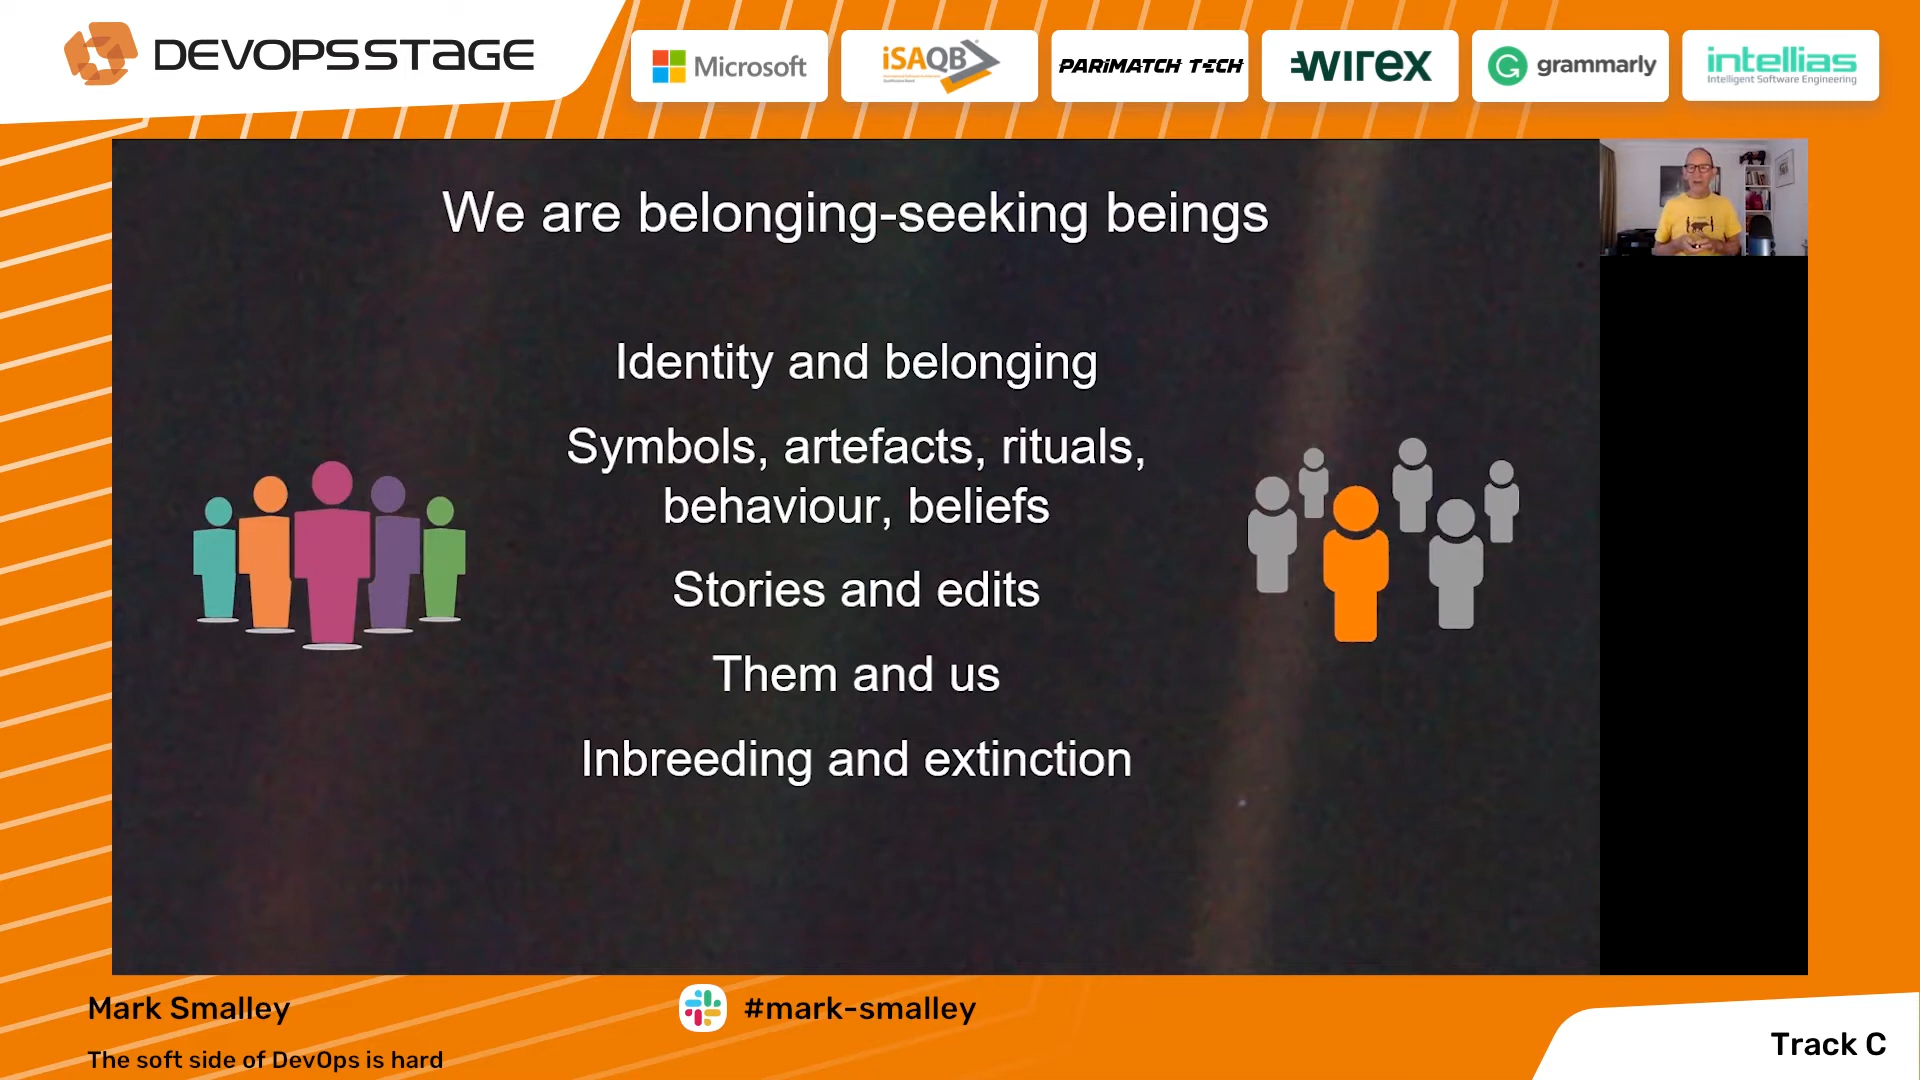 DEVOPSSTAGE
Microsoft
iSAQB
PARIMATCH TECH
WIREX
grammarly
intellias
Intelligent Software Engineering
We are belonging-seeking beings
Identity and belonging
Symbols, artefacts, rituals,
behaviour, beliefs
Stories and edits
Them and us
Inbreeding and extinction
Mark Smalley
#mark-smalley
The soft side of DevOps is hard
Track C